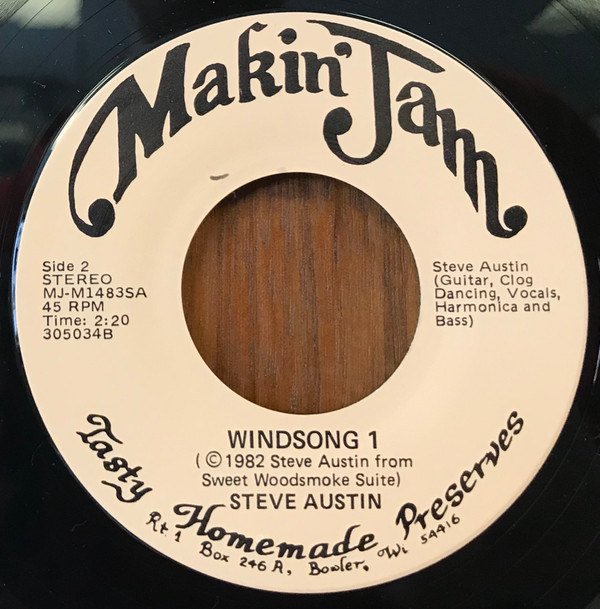 Makin' Jam
Side 2
STEREO
MJ-M1483SA
45 RPM
Time: 2:20
305034B
Steve Austin
(Guitar, Clog
Dancing, Vocals,
Harmonica and
Bass)
WINDSONG 1
(©1982 Steve Austin from
Sweet Woodsmoke Suite)
STEVE AUSTIN
Tasty Homemade Preserves
Rt. 1 Box 246 A, Bowler, Wi 54416